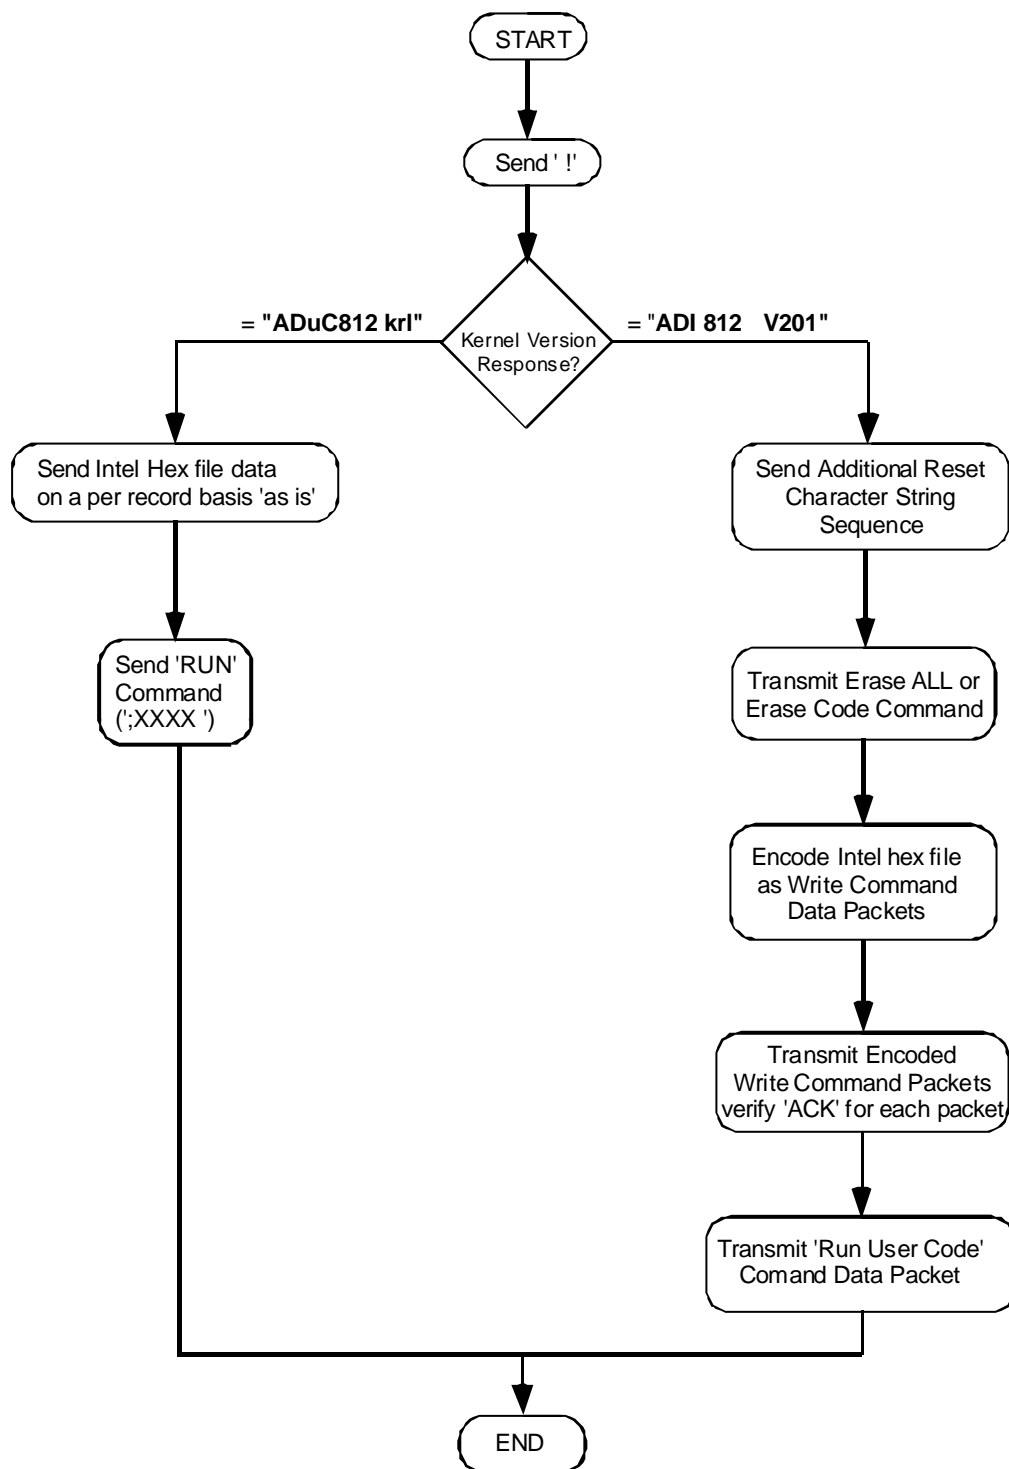 START
Send ' !'
= "ADuC812 krl"
= "ADI 812 V201"
Kernel Version
Response?
Send Intel Hex file data
on a per record basis 'as is'
Send 'RUN'
Command
(';XXXX ')
Send Additional Reset
Character String
Sequence
Transmit Erase ALL or
Erase Code Command
Encode Intel hex file
as Write Command
Data Packets
Transmit Encoded
Write Command Packets
verify 'ACK' for each packet
Transmit 'Run User Code'
Comand Data Packet
END